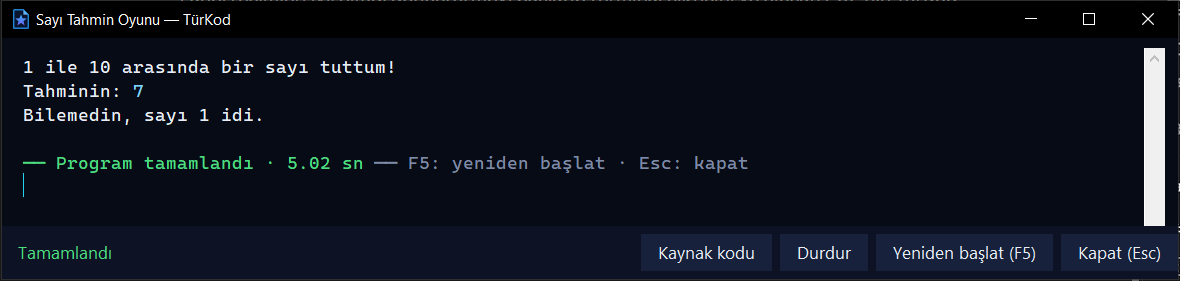 Sayı Tahmin Oyunu — TürKod
1 ile 10 arasında bir sayı tuttum!
Tahminin: 7
Bilemedin, sayı 1 idi.
── Program tamamlandı · 5.02 sn ── F5: yeniden başlat · Esc: kapat
Tamamlandı
Kaynak kodu
Durdur
Yeniden başlat (F5)
Kapat (Esc)